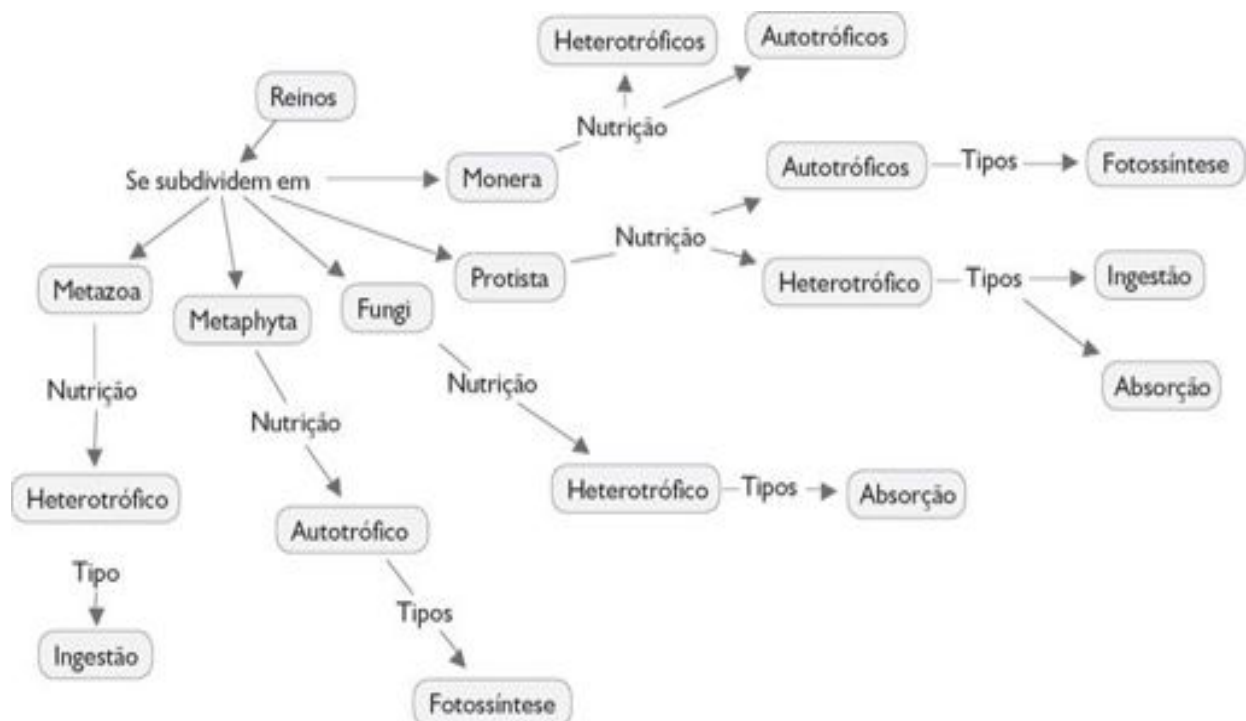 Heterotróficos
Autotróficos
Reinos
Nutrição
Se subdividem em
Monera
Autotróficos
Tipos
Fotossíntese
Nutrição
Protista
Heterotrófico
Tipos
Ingestão
Absorção
Metazoa
Metaphyta
Fungi
Nutrição
Nutrição
Nutrição
Heterotrófico
Autotrófico
Heterotrófico
Tipos
Absorção
Tipo
Ingestão
Tipos
Fotossíntese